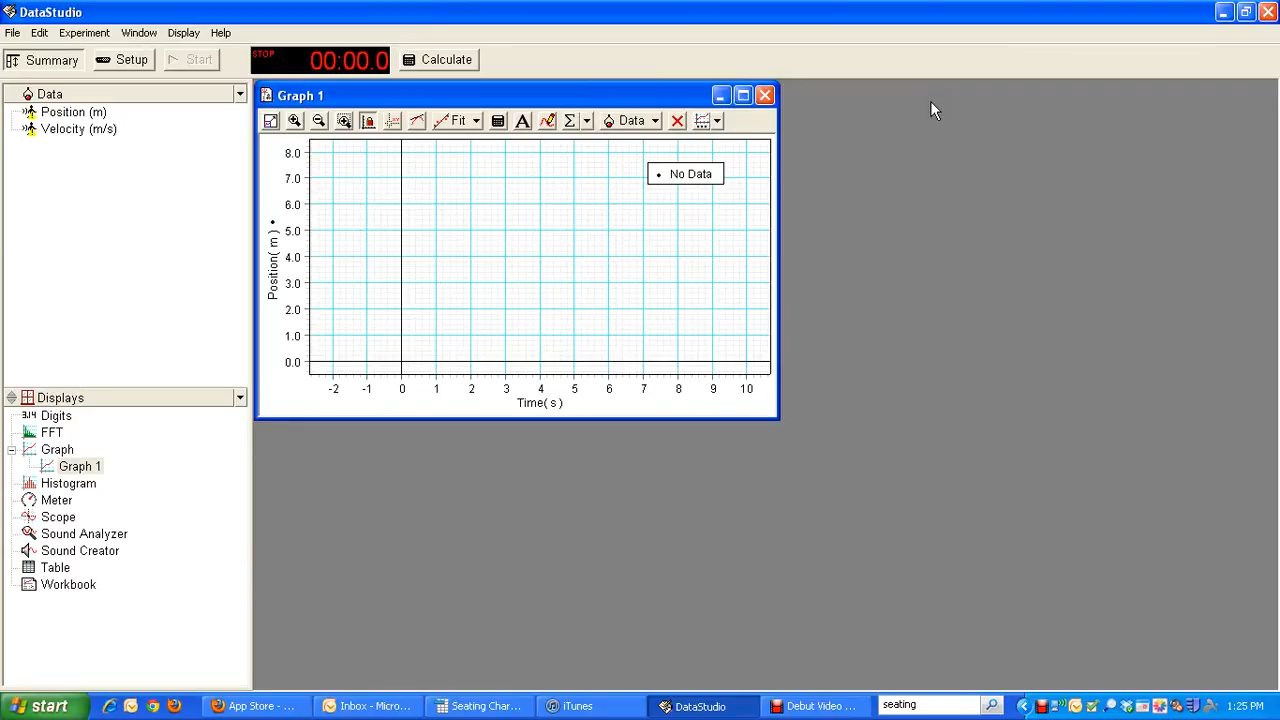 DataStudio
File Edit Experiment Window Display Help
Summary Setup Start STOP 00:00.0 Calculate
Data
Position (m)
Velocity (m/s)
Graph 1
A Fit Σ Data
No Data
8.0
7.0
6.0
5.0
4.0
3.0
2.0
1.0
0.0
Position( m )
-2 -1 0 1 2 3 4 5 6 7 8 9 10
Time( s )
Displays
3.14 Digits
FFT
Graph
Graph 1
Histogram
Meter
Scope
Sound Analyzer
Sound Creator
Table
Workbook
start App Store - ... Inbox - Micro... Seating Char... iTunes DataStudio Debut Video ... seating 1:25 PM